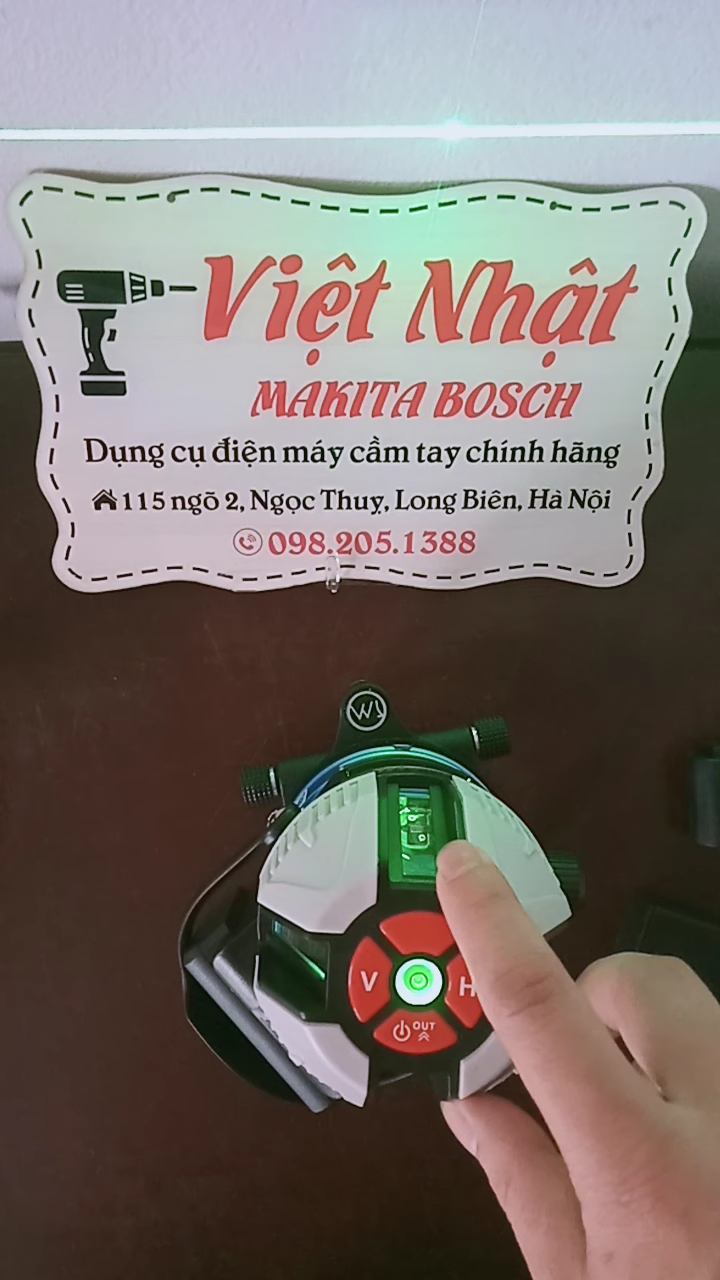 Việt Nhật
MAKITA BOSCH
Dụng cụ điện máy cầm tay chính hãng
115 ngõ 2, Ngọc Thuỵ, Long Biên, Hà Nội
098.205.1388
V
H
OUT